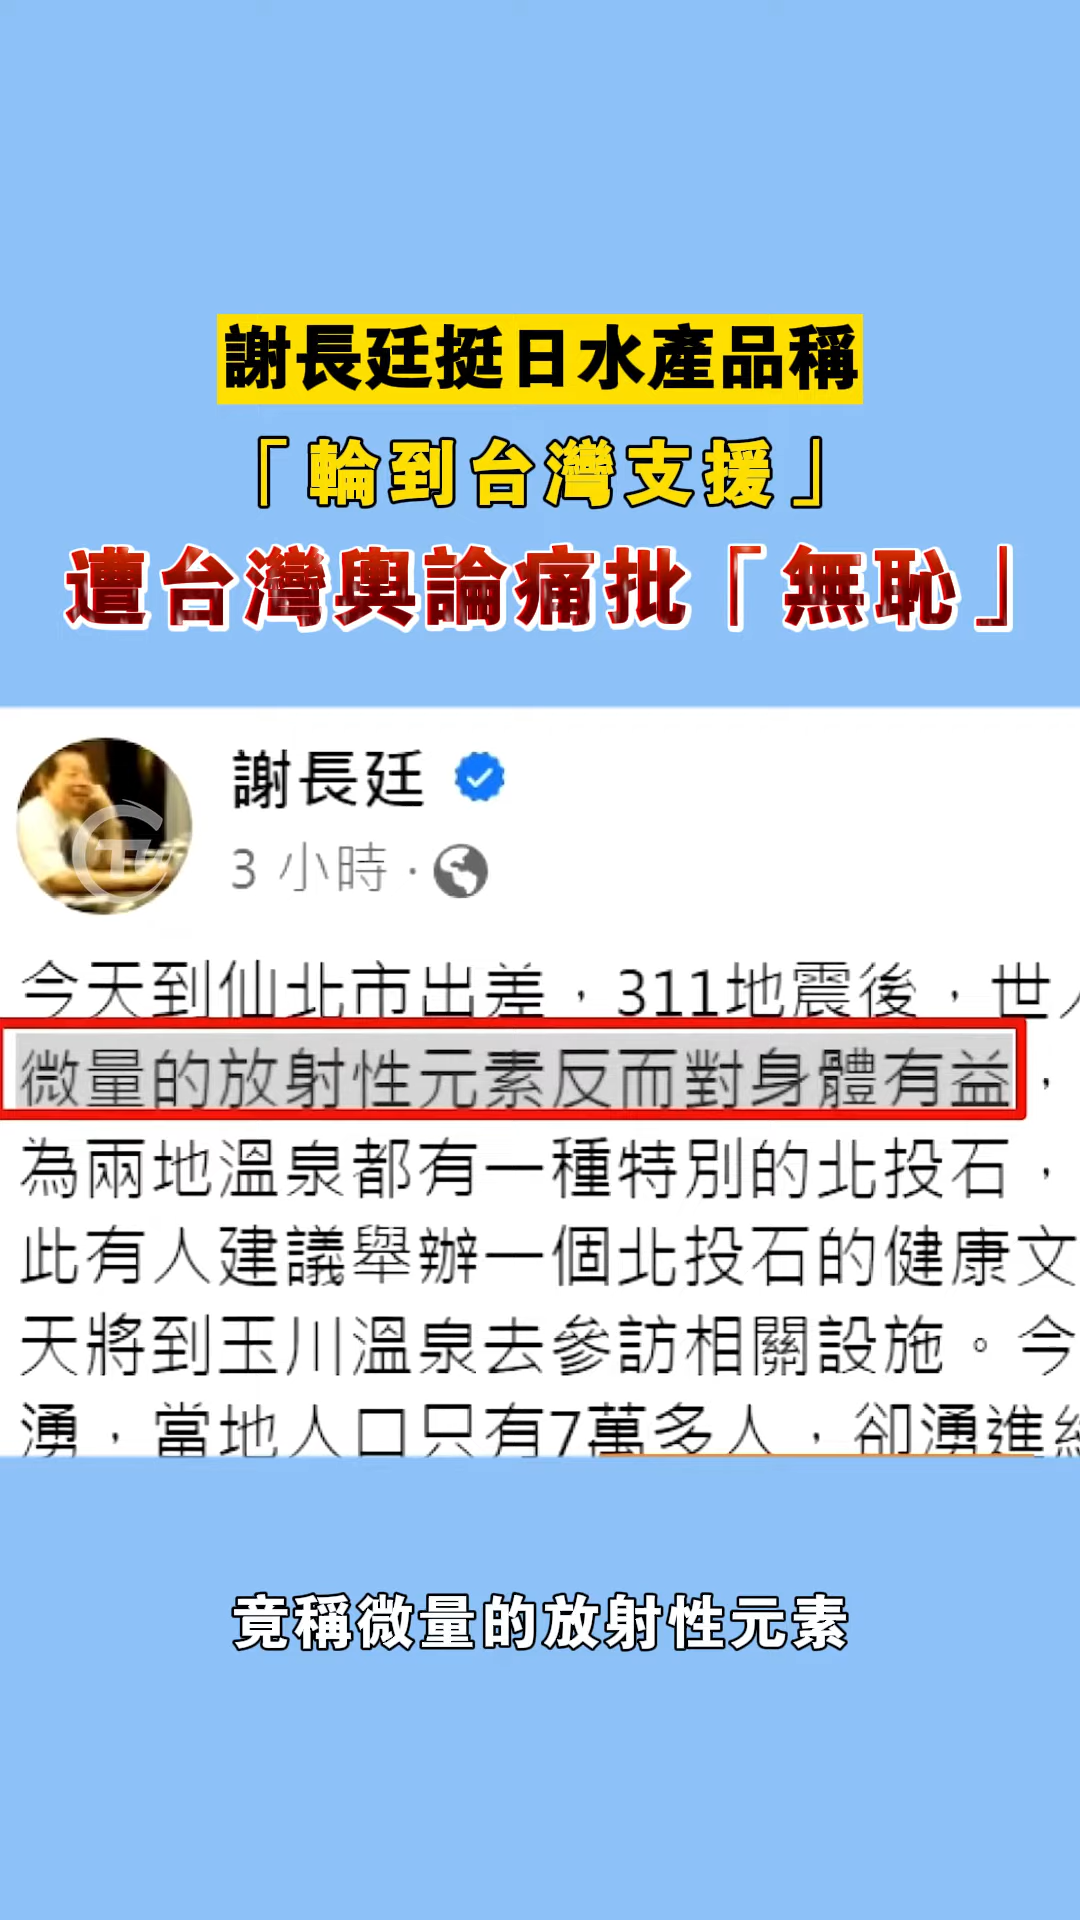 謝長廷挺日水產品稱
「輪到台灣支援」
遭台灣輿論痛批「無恥」
謝長廷
3 小時 ·
今天到仙北市出差，311地震後，世
微量的放射性元素反而對身體有益，
為兩地溫泉都有一種特別的北投石，
此有人建議舉辦一個北投石的健康文
天將到玉川溫泉去參訪相關設施。今
湧，當地人口只有7萬多人，卻湧進
竟稱微量的放射性元素